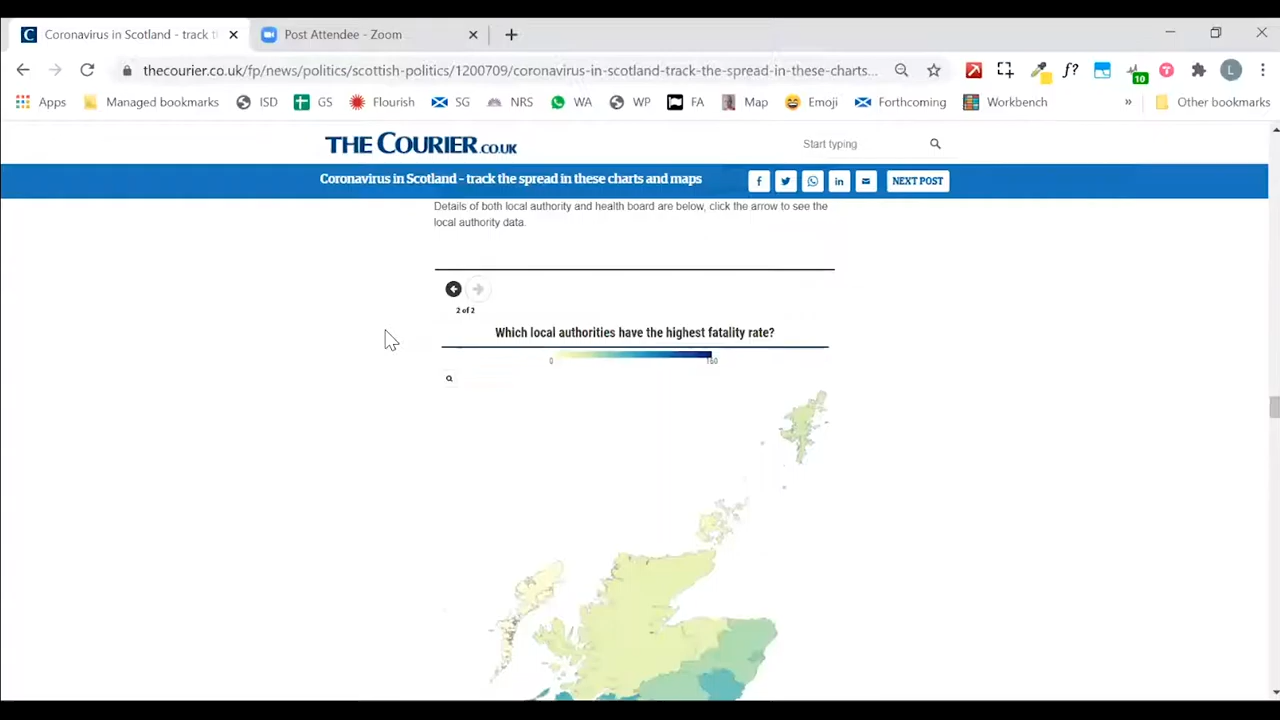 Coronavirus in Scotland - track t
Post Attendee - Zoom
thecourier.co.uk/fp/news/politics/scottish-politics/1200709/coronavirus-in-scotland-track-the-spread-in-these-charts...
10
L
Apps Managed bookmarks ISD GS Flourish SG NRS WA WP FA Map Emoji Forthcoming Workbench » Other bookmarks
THE COURIER.CO.UK
Start typing
Coronavirus in Scotland – track the spread in these charts and maps
NEXT POST
Details of both local authority and health board are below, click the arrow to see the
local authority data.
2 of 2
Which local authorities have the highest fatality rate?
0 160